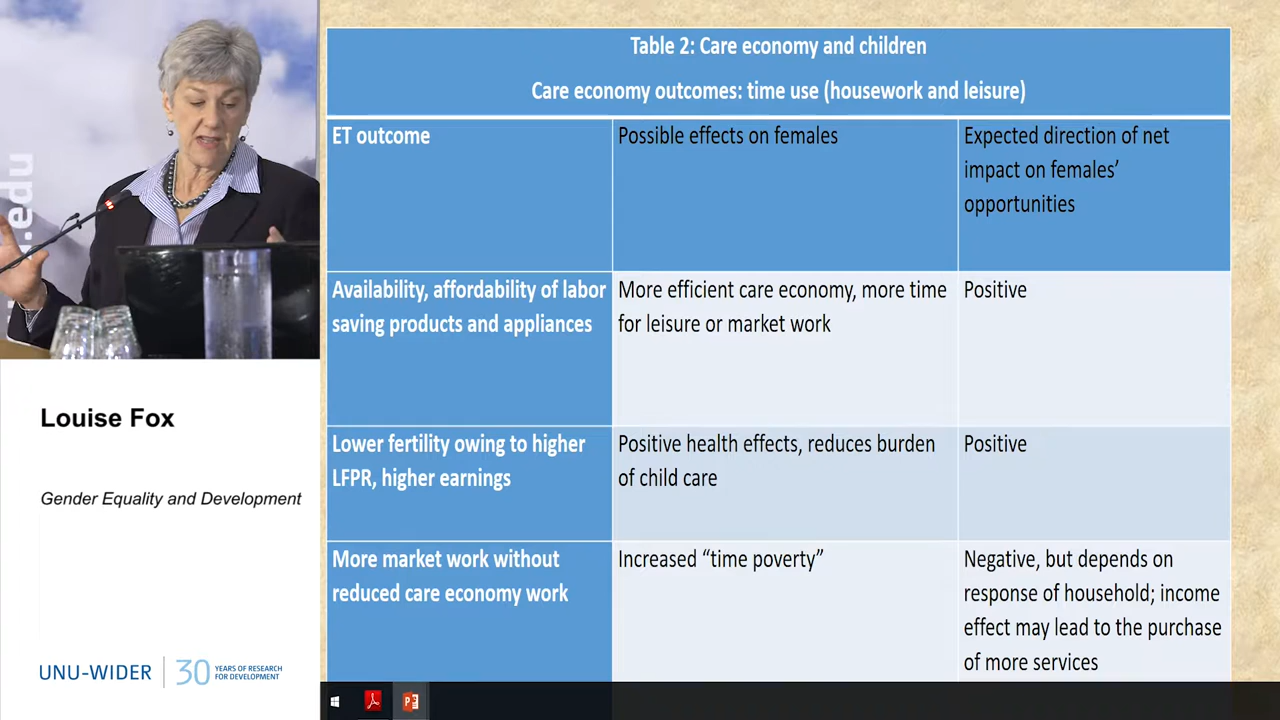 .edu
Louise Fox
Gender Equality and Development
UNU-WIDER
30
YEARS OF RESEARCH
FOR DEVELOPMENT
Table 2: Care economy and children
Care economy outcomes: time use (housework and leisure)
ET outcome
Possible effects on females
Expected direction of net
impact on females’
opportunities
Availability, affordability of labor
saving products and appliances
More efficient care economy, more time
for leisure or market work
Positive
Lower fertility owing to higher
LFPR, higher earnings
Positive health effects, reduces burden
of child care
Positive
More market work without
reduced care economy work
Increased “time poverty”
Negative, but depends on
response of household; income
effect may lead to the purchase
of more services